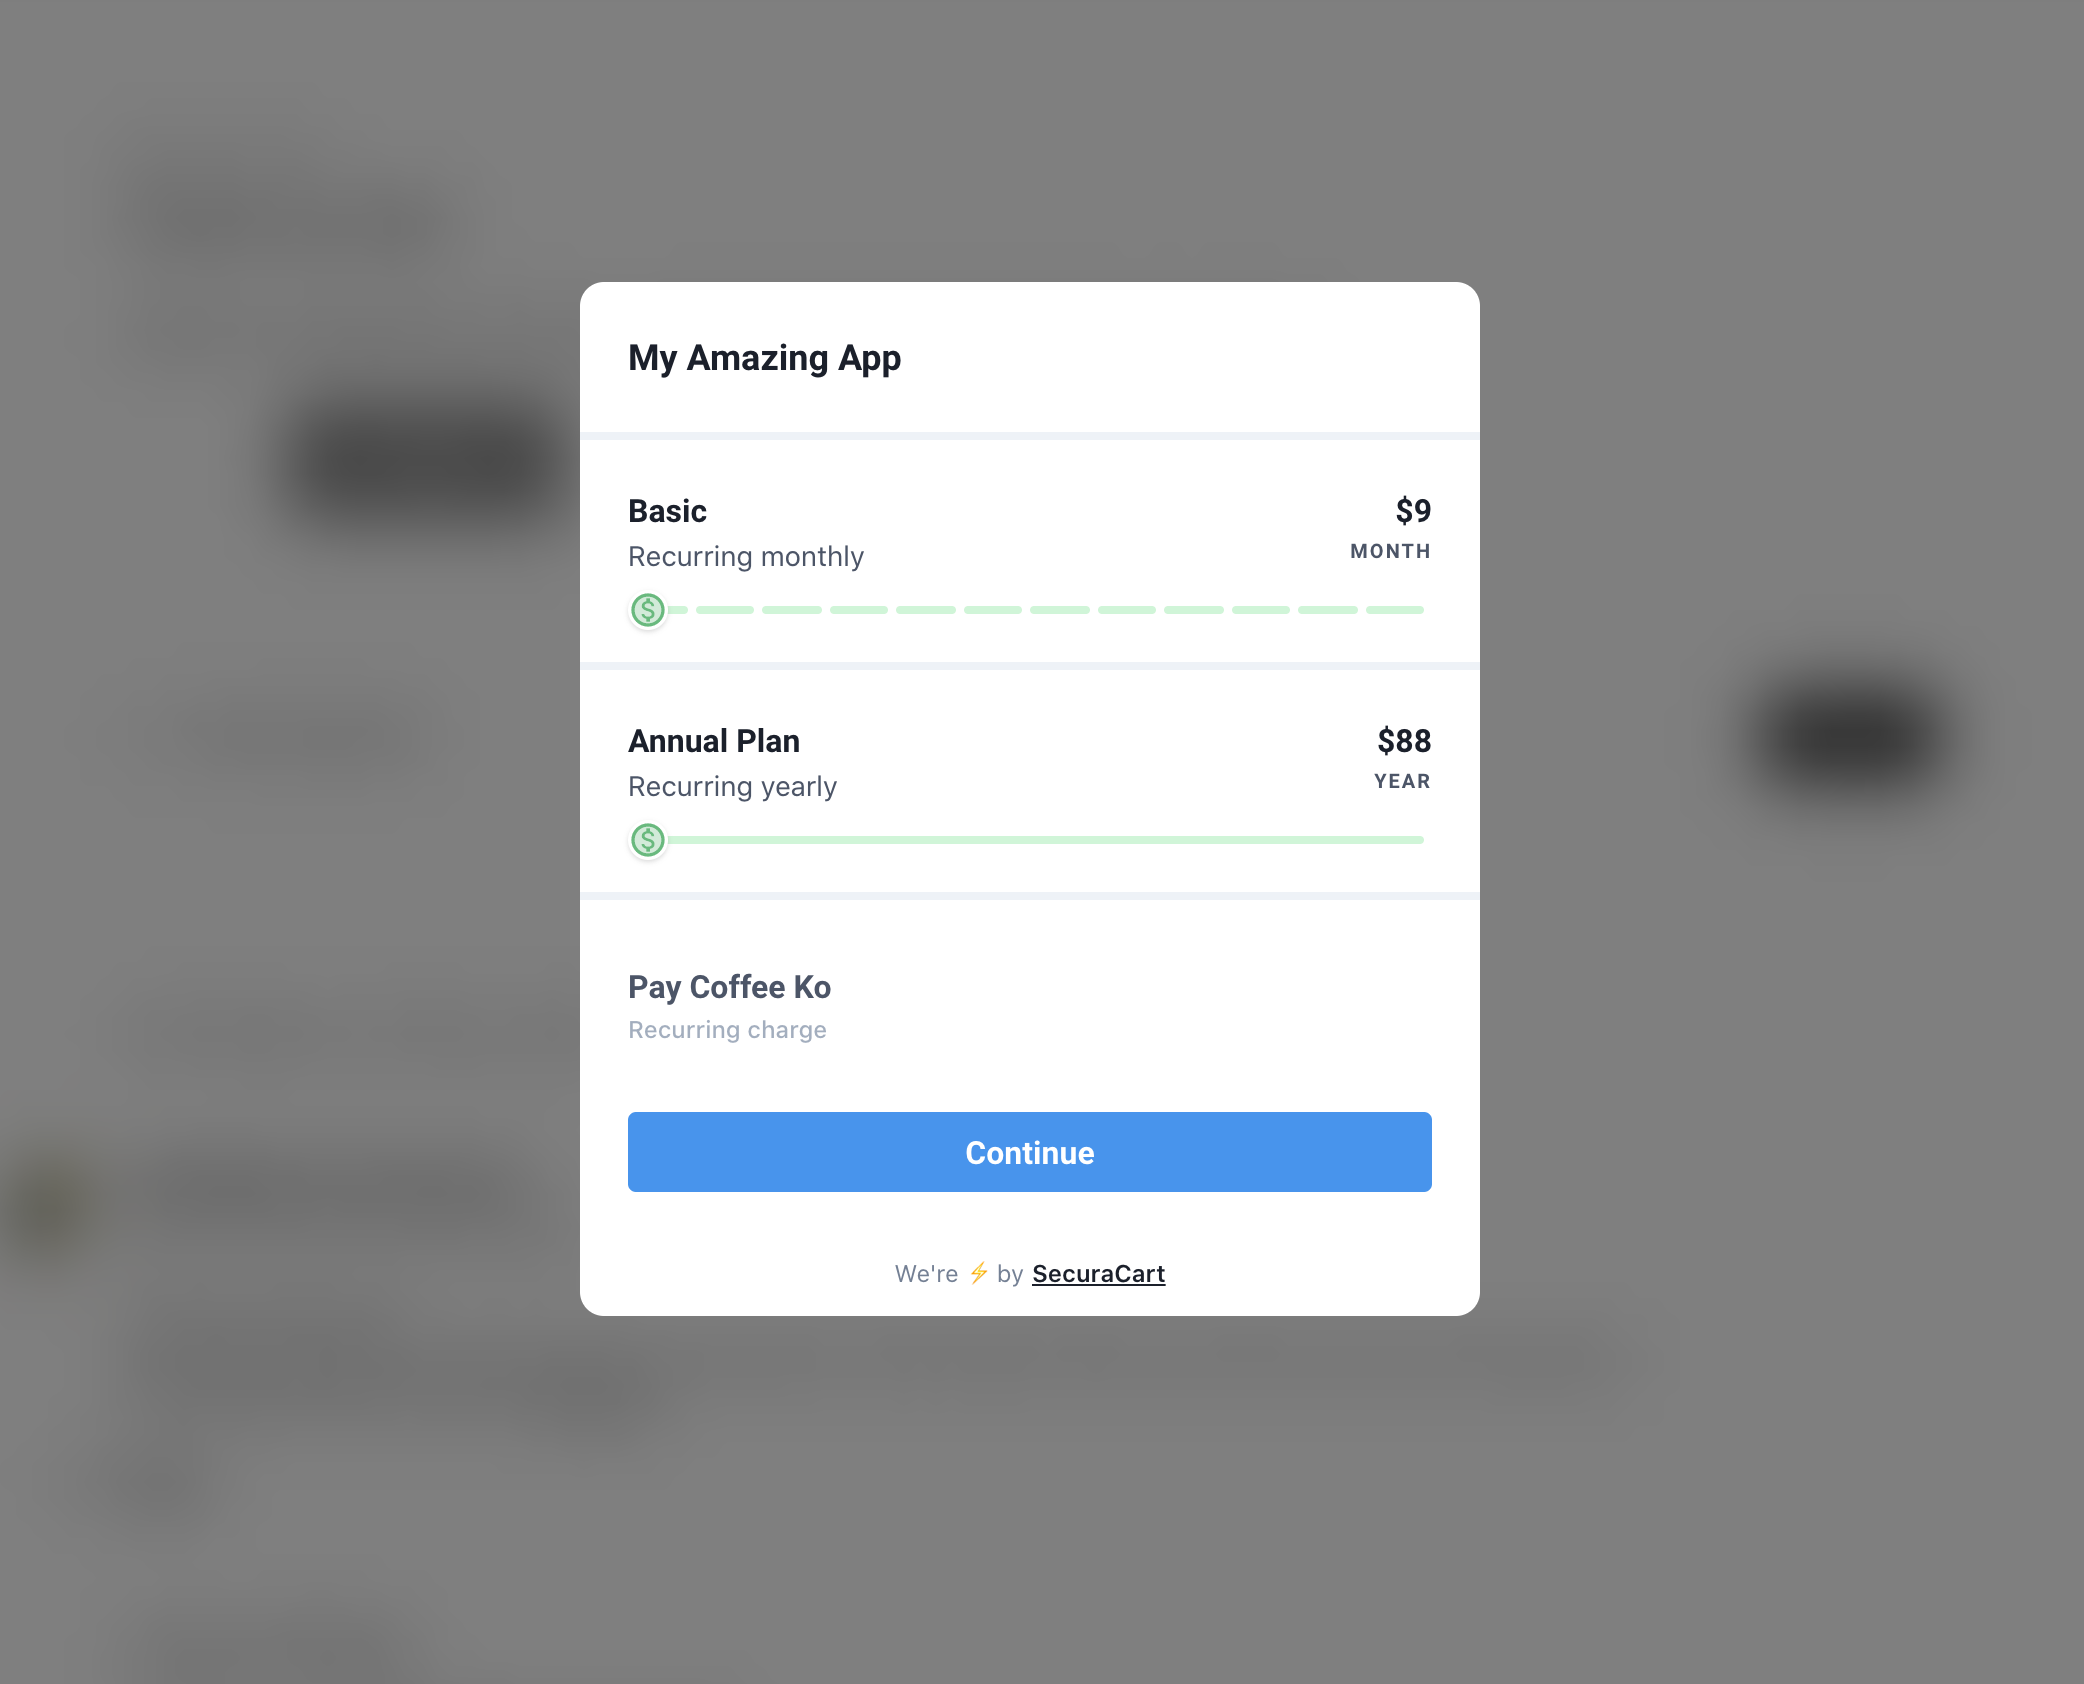 My Amazing App
Basic
$9
Recurring monthly
MONTH
Annual Plan
$88
Recurring yearly
YEAR
Pay Coffee Ko
Recurring charge
Continue
We're ⚡ by SecuraCart